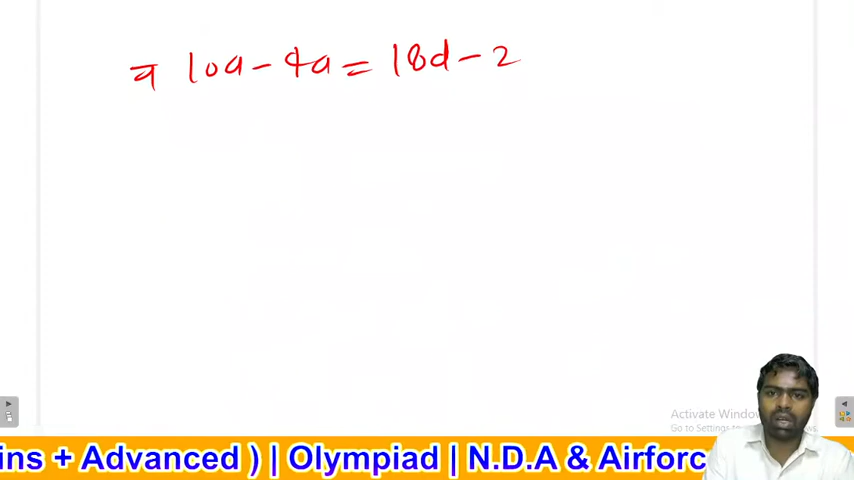 ⇒ 10a - 4a = 18d - 2
Activate Window
Go to Settings to
ins + Advanced ) | Olympiad | N.D.A & Airforc